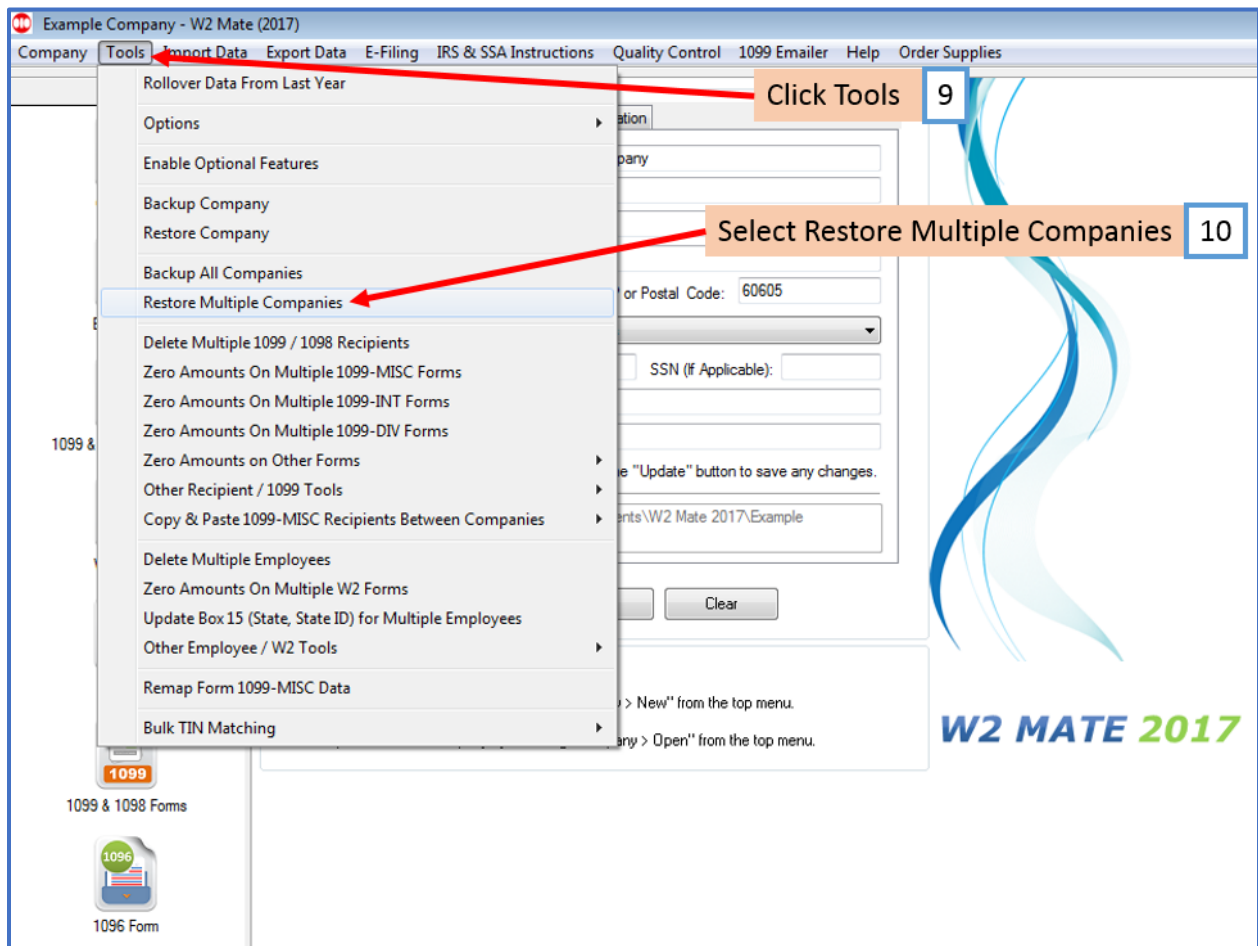 Example Company - W2 Mate (2017)
Company Tools Import Data Export Data E-Filing IRS & SSA Instructions Quality Control 1099 Emailer Help Order Supplies
Click Tools 9
Rollover Data From Last Year
Options
Enable Optional Features
Backup Company
Restore Company
Select Restore Multiple Companies 10
Backup All Companies
Restore Multiple Companies
or Postal Code: 60605
Delete Multiple 1099 / 1098 Recipients
Zero Amounts On Multiple 1099-MISC Forms
SSN (If Applicable):
Zero Amounts On Multiple 1099-INT Forms
Zero Amounts On Multiple 1099-DIV Forms
1099 &
Zero Amounts on Other Forms
"Update" button to save any changes.
Other Recipient / 1099 Tools
Copy & Paste 1099-MISC Recipients Between Companies
ents\W2 Mate 2017\Example
Delete Multiple Employees
Zero Amounts On Multiple W2 Forms
Clear
Update Box 15 (State, State ID) for Multiple Employees
Other Employee / W2 Tools
Remap Form 1099-MISC Data
> New" from the top menu.
Bulk TIN Matching
any > Open" from the top menu.
W2 MATE 2017
1099
1099 & 1098 Forms
1096
1096 Form